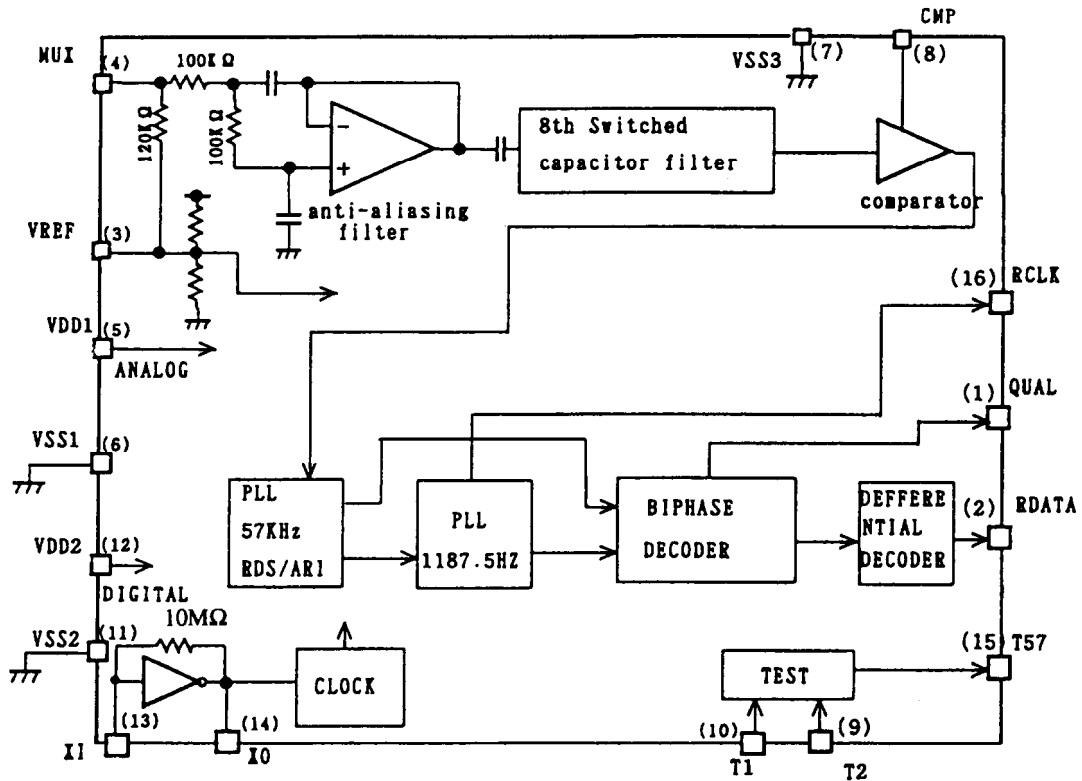 CMP
MUX
(4)
100KΩ
VSS3
(7)
(8)
120KΩ
100KΩ
−
+
8th Switched
capacitor filter
comparator
anti-aliasing
filter
VREF
(3)
(16)
RCLK
VDD1
(5)
ANALOG
(1)
QUAL
VSS1
(6)
PLL
57KHz
RDS/ARI
PLL
1187.5HZ
BIPHASE
DECODER
DEFFERE
NTIAL
DECODER
(2)
RDATA
VDD2
(12)
DIGITAL
10MΩ
VSS2
(11)
CLOCK
TEST
(15)
T57
XI
(13)
(14)
XO
(10)
T1
(9)
T2